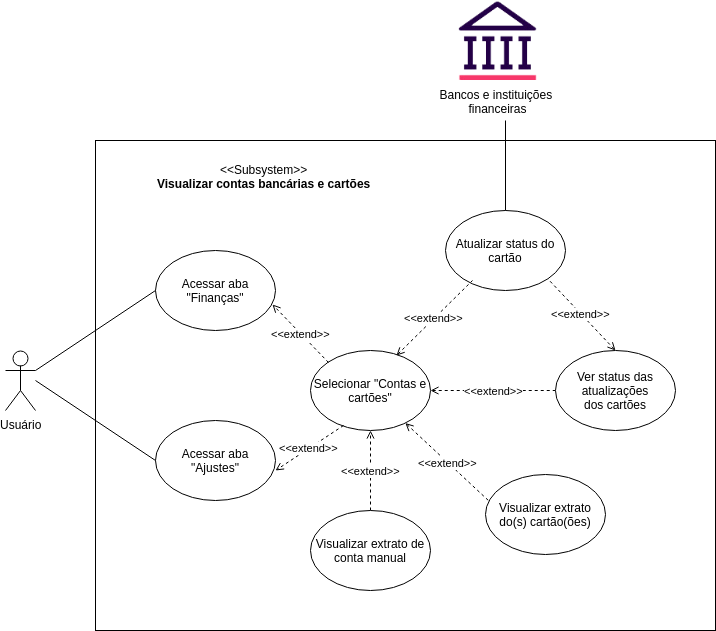 Bancos e instituições
financeiras
<<Subsystem>>
Visualizar contas bancárias e cartões
Atualizar status do
cartão
Acessar aba
"Finanças"
<<extend>>
<<extend>>
<<extend>>
Selecionar "Contas e
cartões"
<<extend>>
Ver status das
atualizações
dos cartões
Usuário
Acessar aba
"Ajustes"
<<extend>>
<<extend>>
<<extend>>
Visualizar extrato
do(s) cartão(ões)
Visualizar extrato de
conta manual